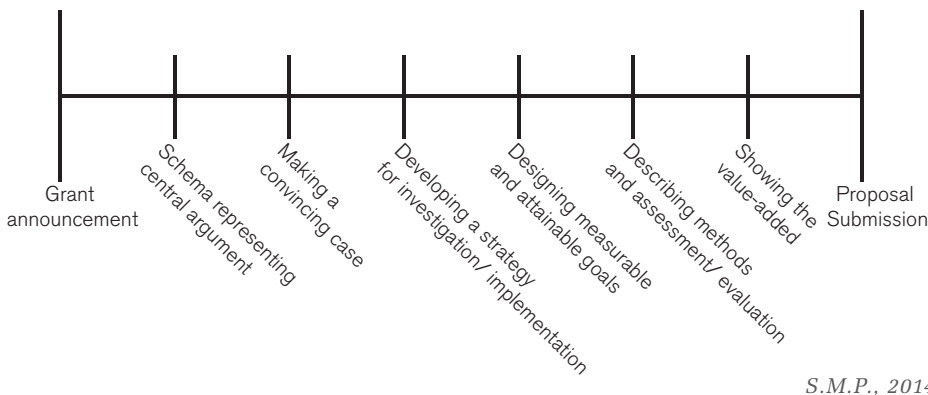 Grant
announcement
Schema representing
central argument
Making a
convincing case
Developing a strategy
for investigation/ implementation
Designing measurable
and attainable goals
Describing methods
and assessment/ evaluation
Showing the
value-added
Proposal
Submission
S.M.P., 2014